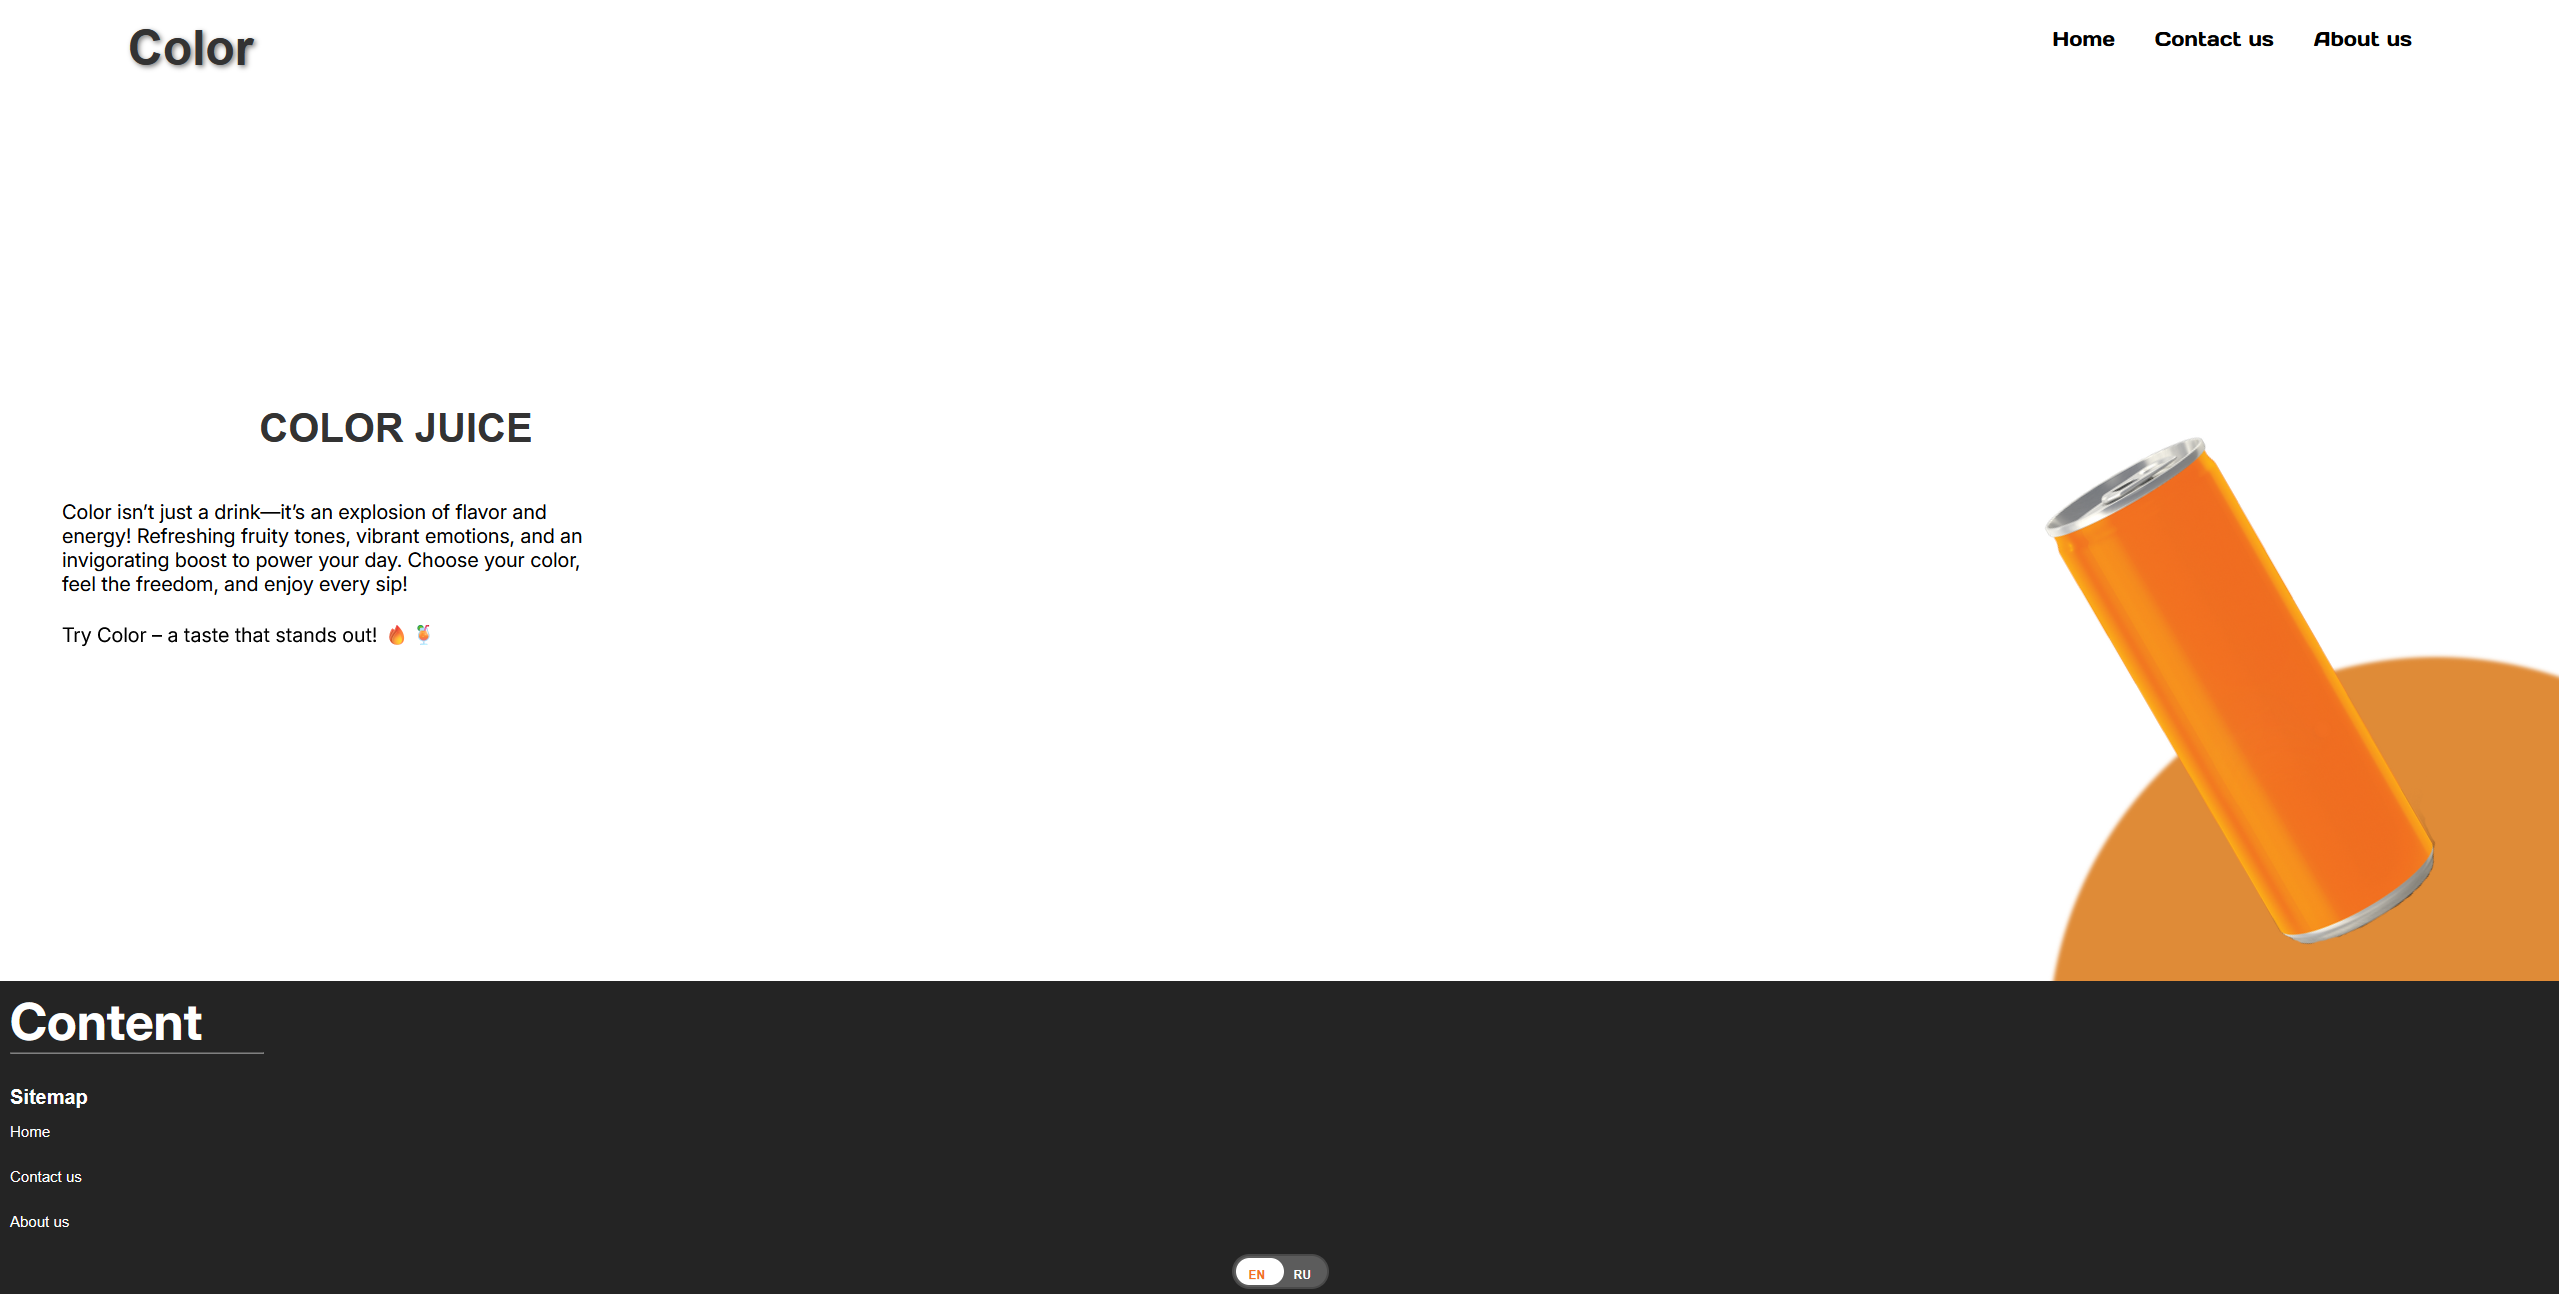 Color
Home Contact us About us
COLOR JUICE
Color isn’t just a drink—it’s an explosion of flavor and
energy! Refreshing fruity tones, vibrant emotions, and an
invigorating boost to power your day. Choose your color,
feel the freedom, and enjoy every sip!
Try Color – a taste that stands out! 🔥 🍹
Content
Sitemap
Home
Contact us
About us
EN RU